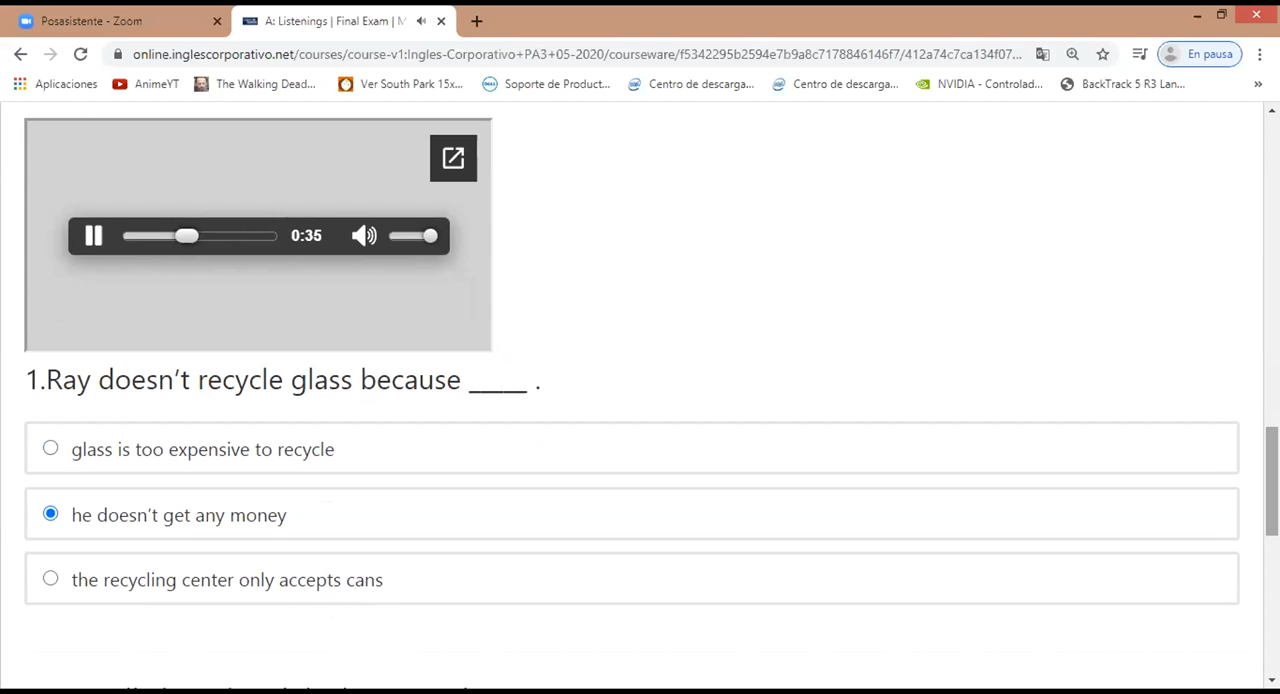 Posasistente - Zoom
A: Listenings | Final Exam | M
online.inglescorporativo.net/courses/course-v1:Ingles-Corporativo+PA3+05-2020/courseware/f5342295b2594e7b9a8c7178846146f7/412a74c7ca134f07...
En pausa
Aplicaciones
AnimeYT
The Walking Dead...
Ver South Park 15x...
Soporte de Product...
Centro de descarga...
Centro de descarga...
NVIDIA - Controlad...
BackTrack 5 R3 Lan...
»
0:35
1.Ray doesn’t recycle glass because _____ .
glass is too expensive to recycle
he doesn’t get any money
the recycling center only accepts cans